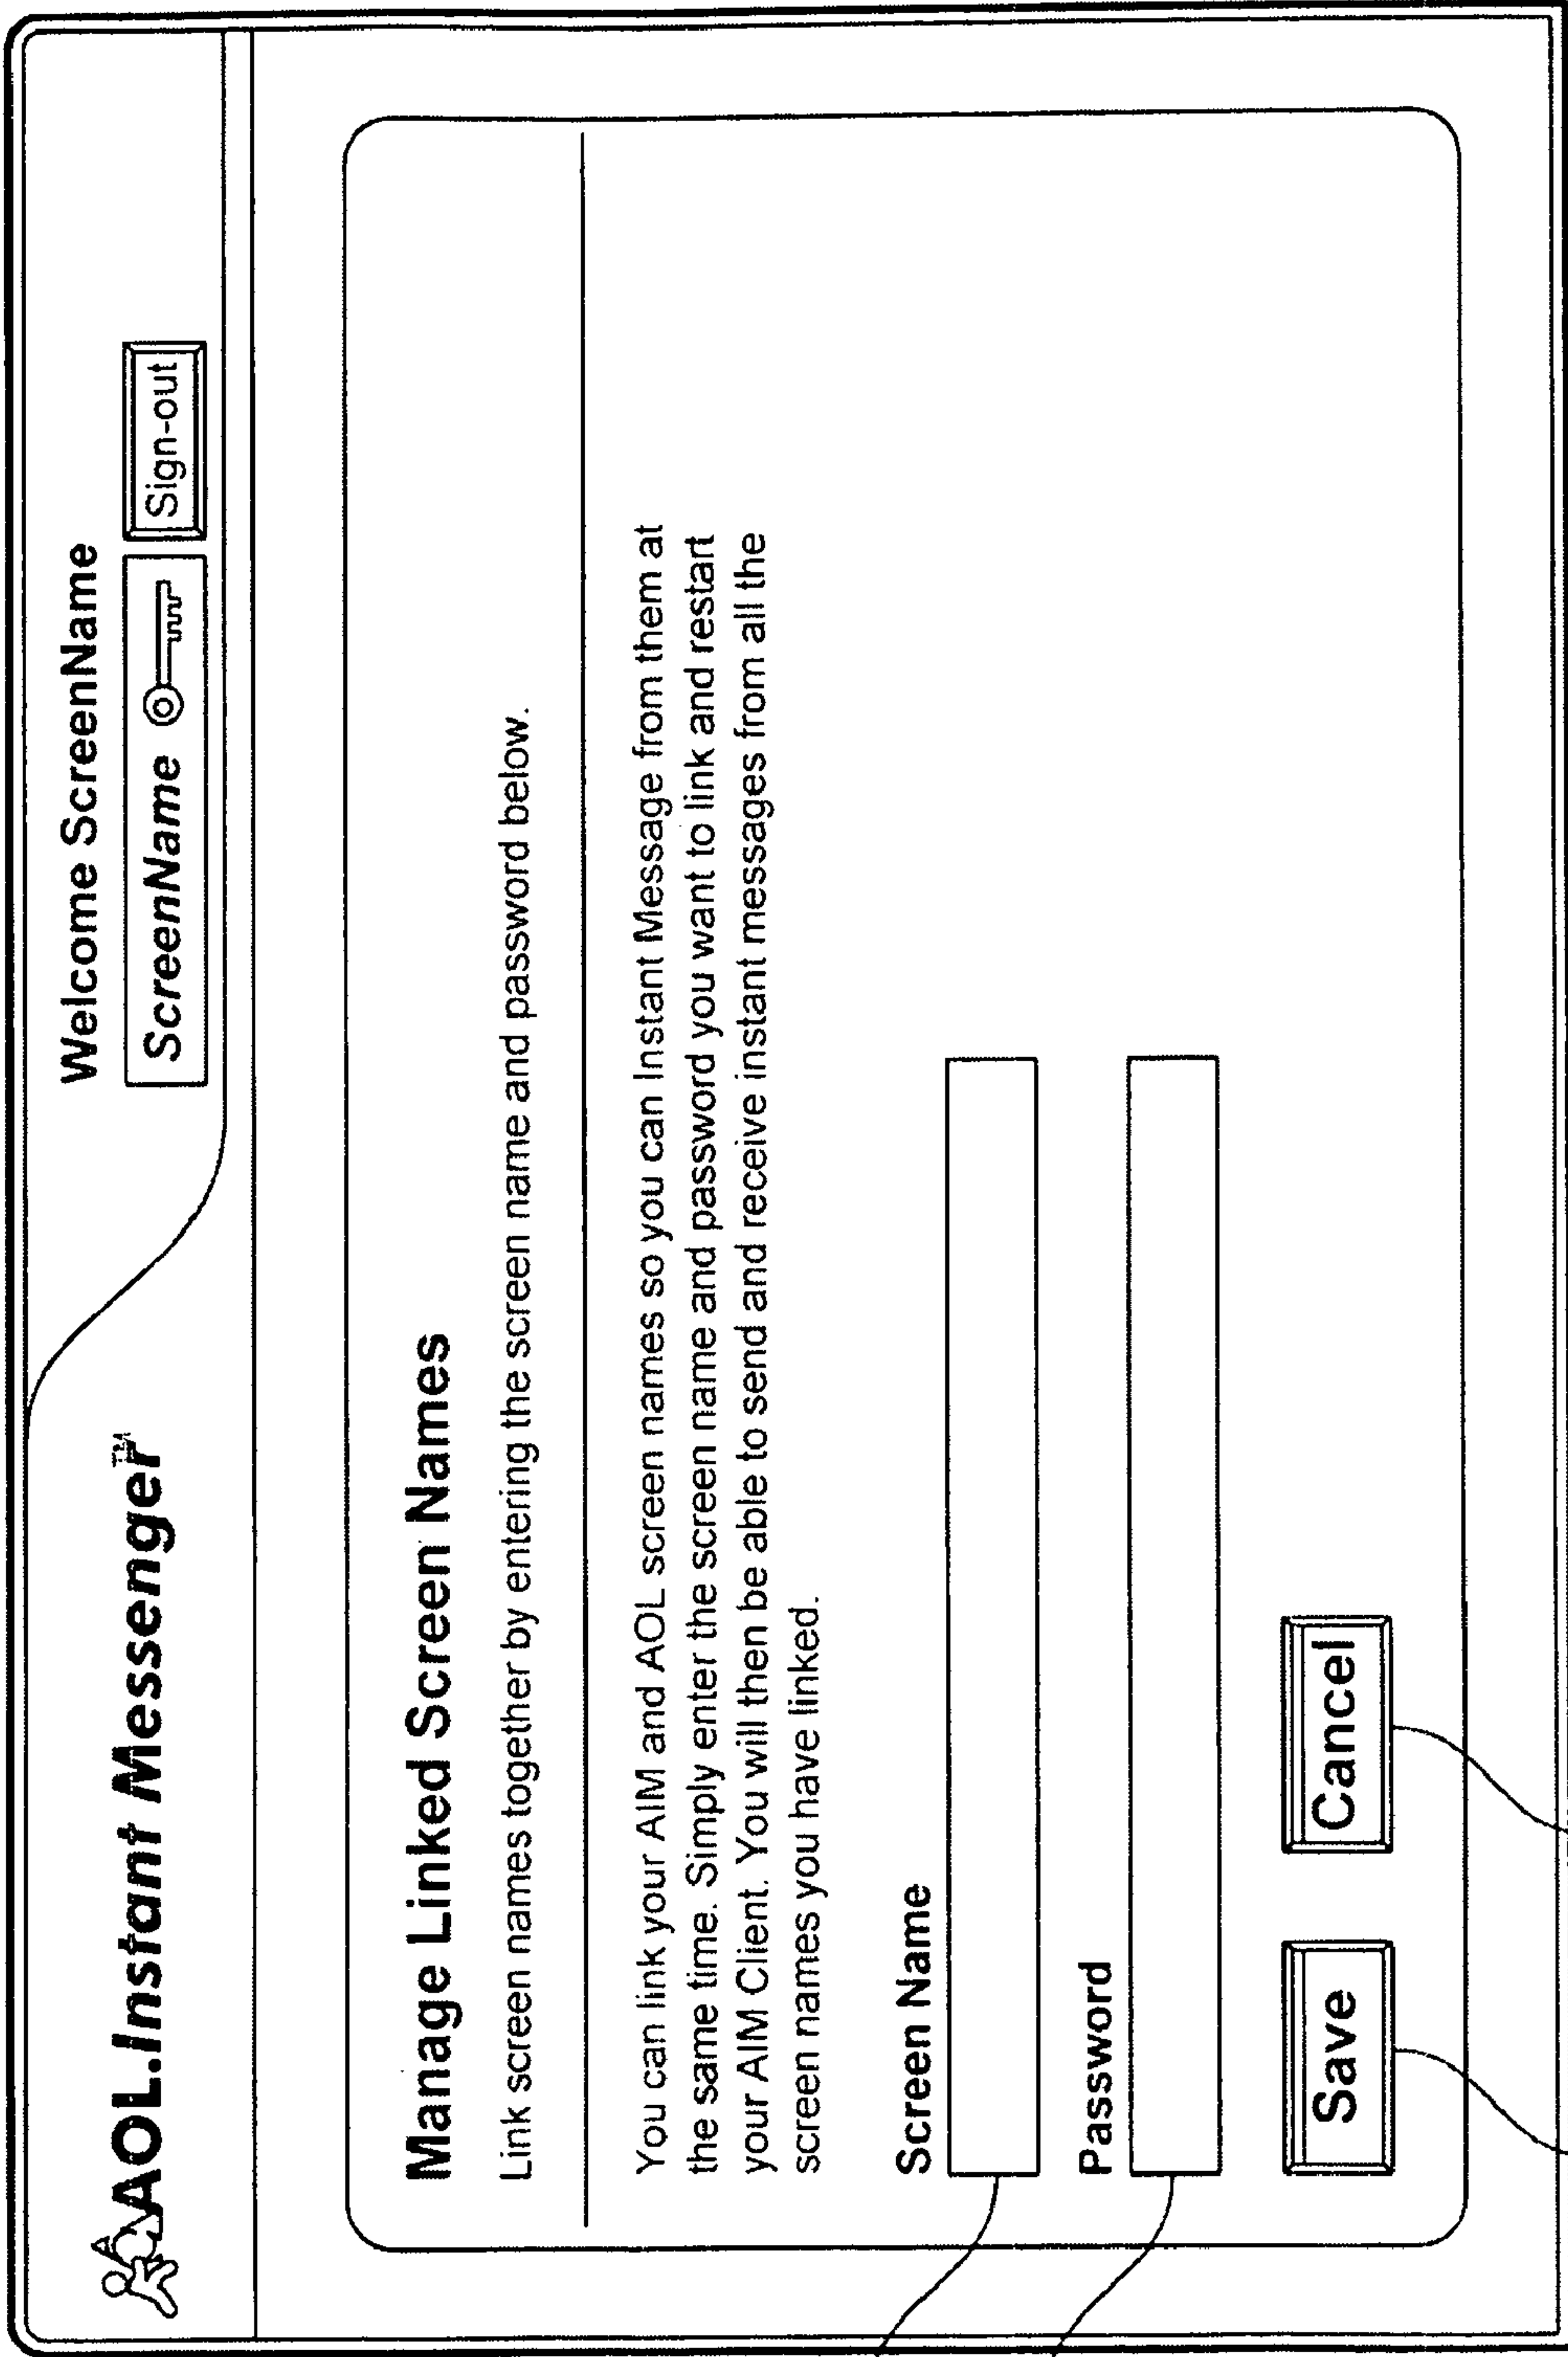 AOL.Instant Messenger™
Welcome ScreenName
ScreenName
Sign-out
Manage Linked Screen Names
Link screen names together by entering the screen name and password below.
You can link your AIM and AOL screen names so you can Instant Message from them at
the same time. Simply enter the screen name and password you want to link and restart
your AIM Client. You will then be able to send and receive instant messages from all the
screen names you have linked.
Screen Name
Password
Save
Cancel